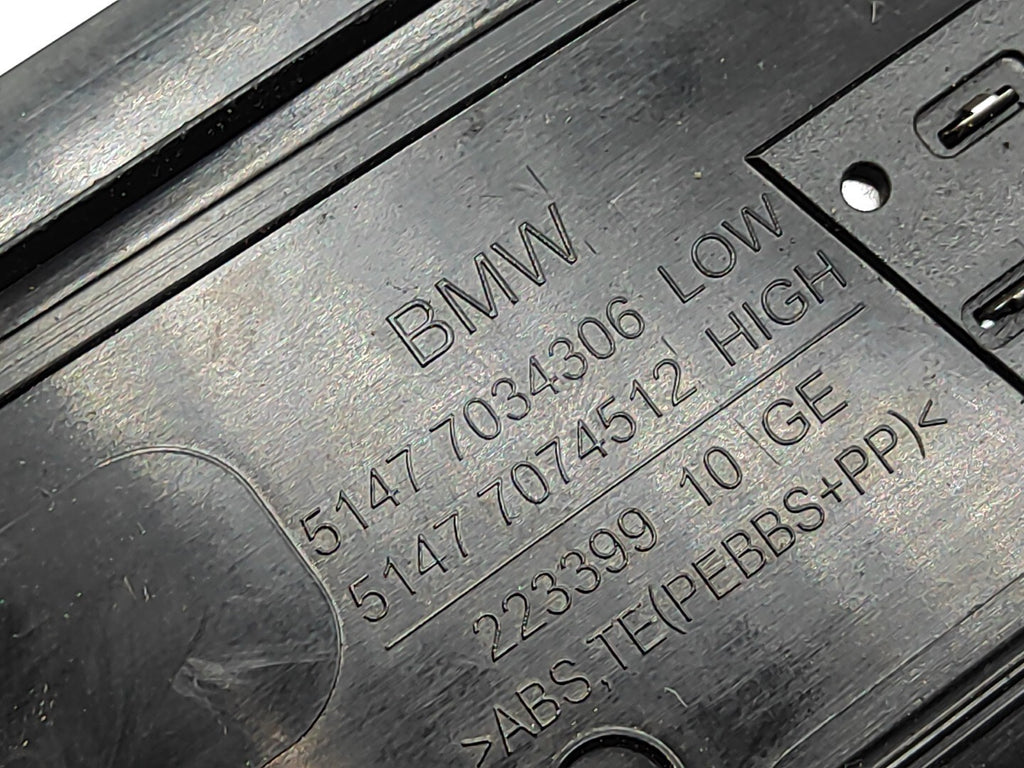 BMW
5147 7034306 LOW
5147 7074512 HIGH
223399 10 GE
>ABS,TE(PEBBS+PP)<